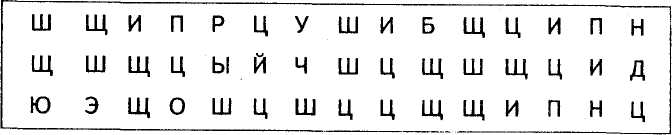 Ш Щ И П Р Ц У Ш И Б Щ Ц И П Н
Щ Ш Щ Ц Ы Й Ч Ш Ц Щ Ш Щ Ц И Д
Ю Э Щ О Ш Ц Ш Ц Ц Щ Щ И П Н Ц